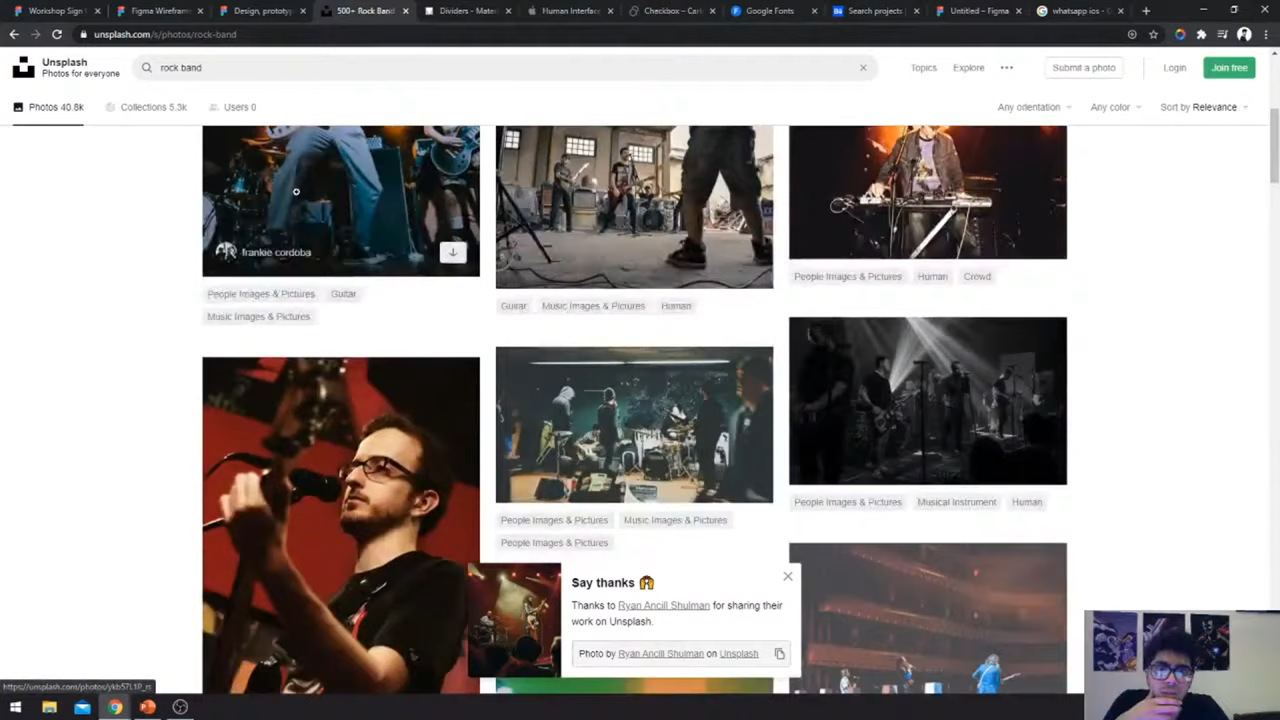 Workshop Sign
Figma Wirefram
Design, prototyp
500+ Rock Band
Dividers - Mate
Human Interfac
Checkbox – Car
Google Fonts
Search projects
Untitled – Figma
whatsapp ios -
unsplash.com/s/photos/rock-band
Unsplash
Photos for everyone
rock band
Topics
Explore
Submit a photo
Login
Join free
Photos 40.8k
Collections 5.3k
Users 0
Any orientation
Any color
Sort by Relevance
frankie cordoba
People Images & Pictures
Guitar
Music Images & Pictures
Guitar
Music Images & Pictures
Human
People Images & Pictures
Human
Crowd
People Images & Pictures
Music Images & Pictures
People Images & Pictures
People Images & Pictures
Musical Instrument
Human
Say thanks 🙌
Thanks to Ryan Ancill Shulman for sharing their
work on Unsplash.
Photo by Ryan Ancill Shulman on Unsplash